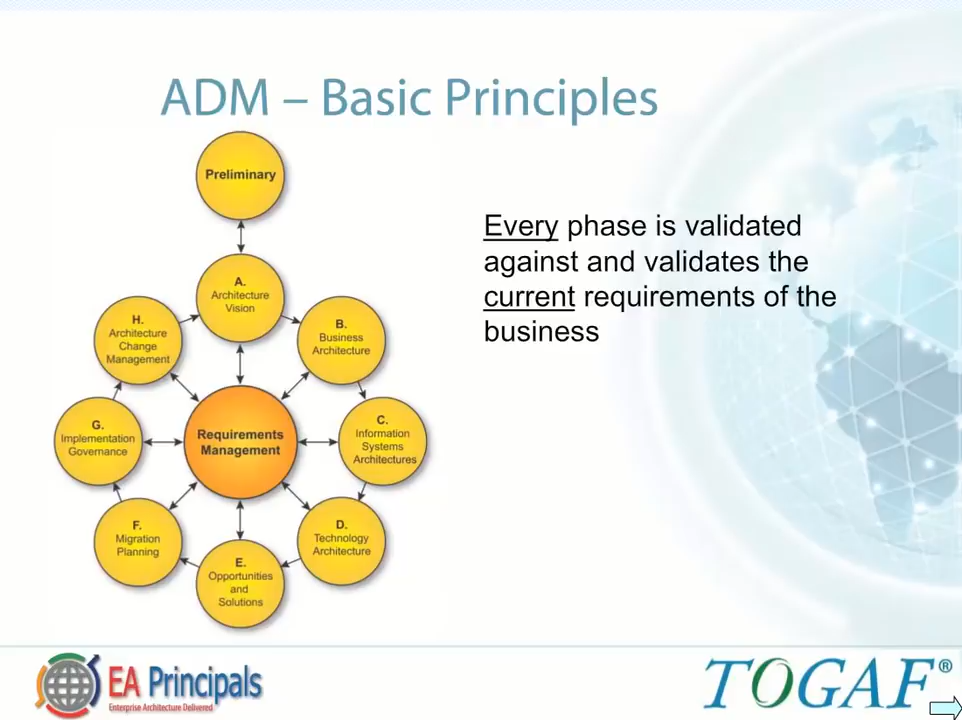 ADM – Basic Principles
Preliminary
A.
Architecture
Vision
B.
Business
Architecture
C.
Information
Systems
Architectures
D.
Technology
Architecture
E.
Opportunities
and
Solutions
F.
Migration
Planning
G.
Implementation
Governance
H.
Architecture
Change
Management
Requirements
Management
Every phase is validated
against and validates the
current requirements of the
business
EA Principals
Enterprise Architecture Delivered
TOGAF®